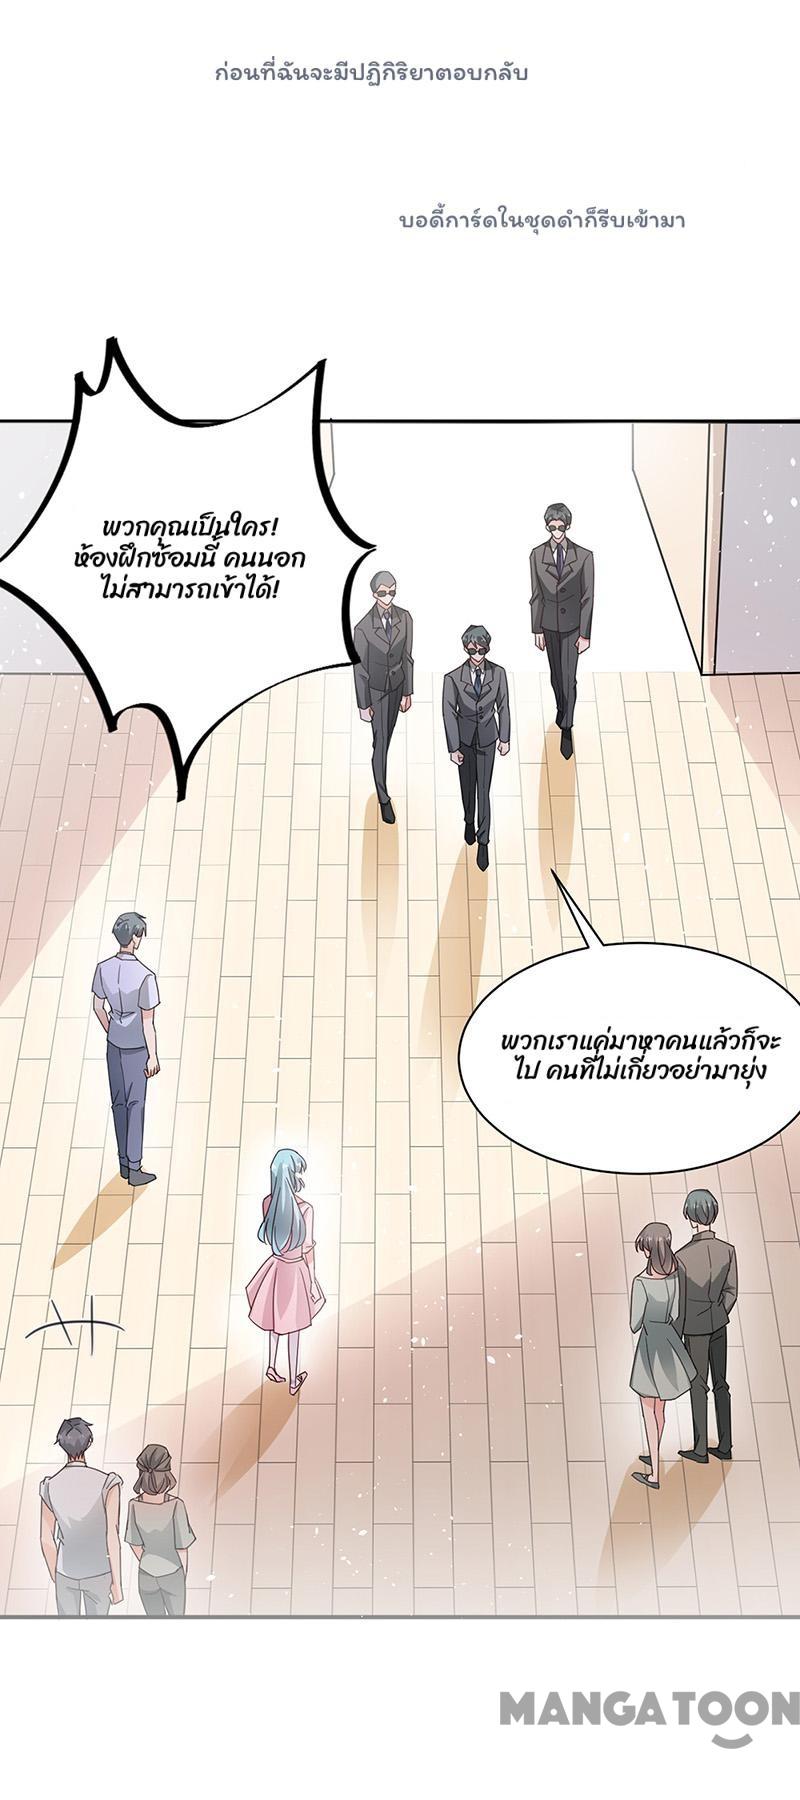 ก่อนที่ฉันจะมีปฏิกิริยาตอบกลับ
บอดี้การ์ดในชุดดำก็รีบเข้ามา
พวกคุณเป็นใคร!
ห้องฝึกซ้อมนี้ คนนอก
ไม่สามารถเข้าได้!
พวกเราแค่มาหาคนแล้วก็จะ
ไป คนที่ไม่เกี่ยวอย่ามายุ่ง
MANGA TOON